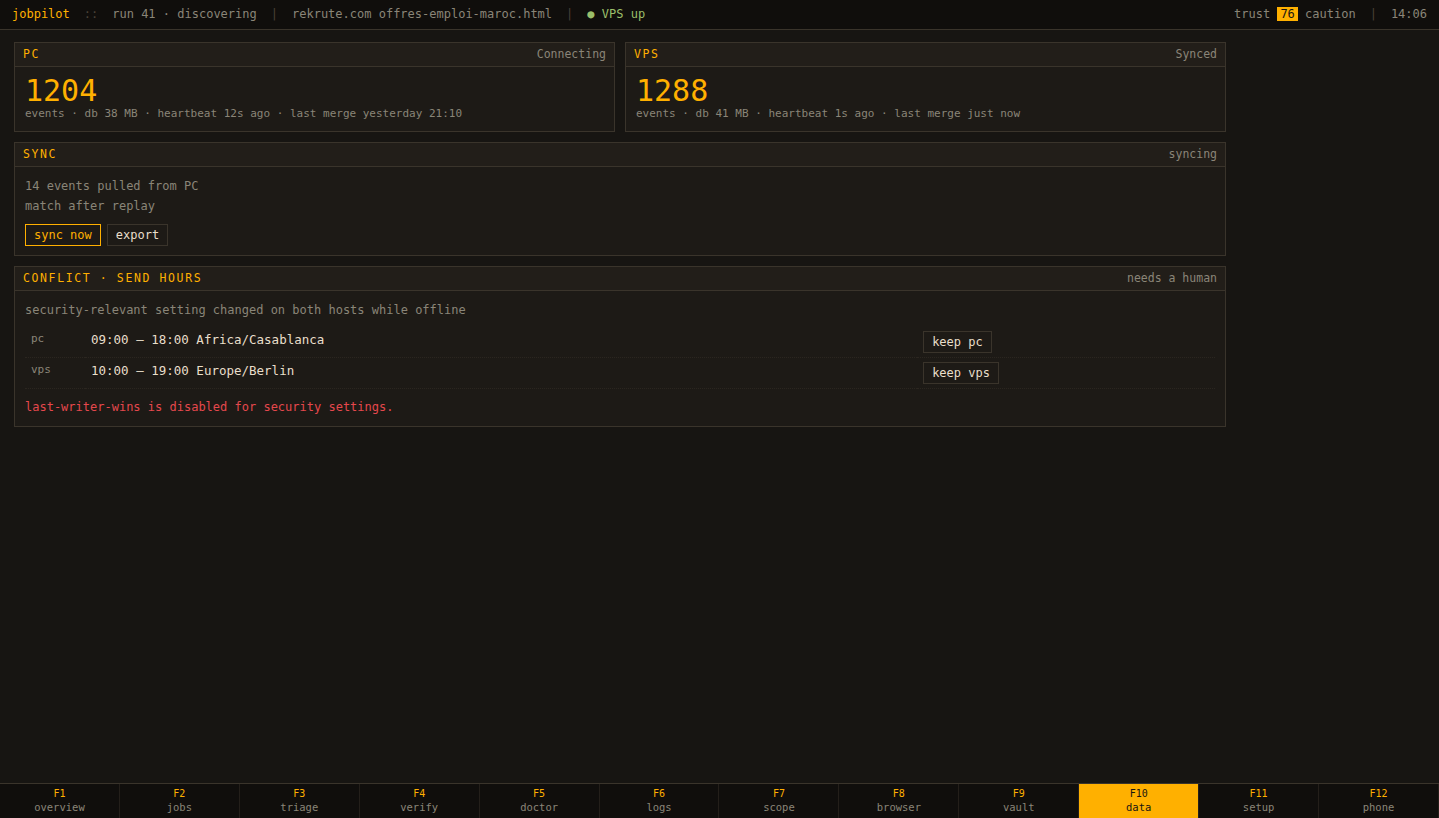 jobpilot :: run 41 · discovering | rekrute.com offres-emploi-maroc.html | ● VPS up trust 76 caution | 14:06
PC Connecting
1204
events · db 38 MB · heartbeat 12s ago · last merge yesterday 21:10
VPS Synced
1288
events · db 41 MB · heartbeat 1s ago · last merge just now
SYNC syncing
14 events pulled from PC
match after replay
sync now export
CONFLICT · SEND HOURS needs a human
security-relevant setting changed on both hosts while offline
pc 09:00 — 18:00 Africa/Casablanca keep pc
vps 10:00 — 19:00 Europe/Berlin keep vps
last-writer-wins is disabled for security settings.
F1 F2 F3 F4 F5 F6 F7 F8 F9 F10 F11 F12
overview jobs triage verify doctor logs scope browser vault data setup phone